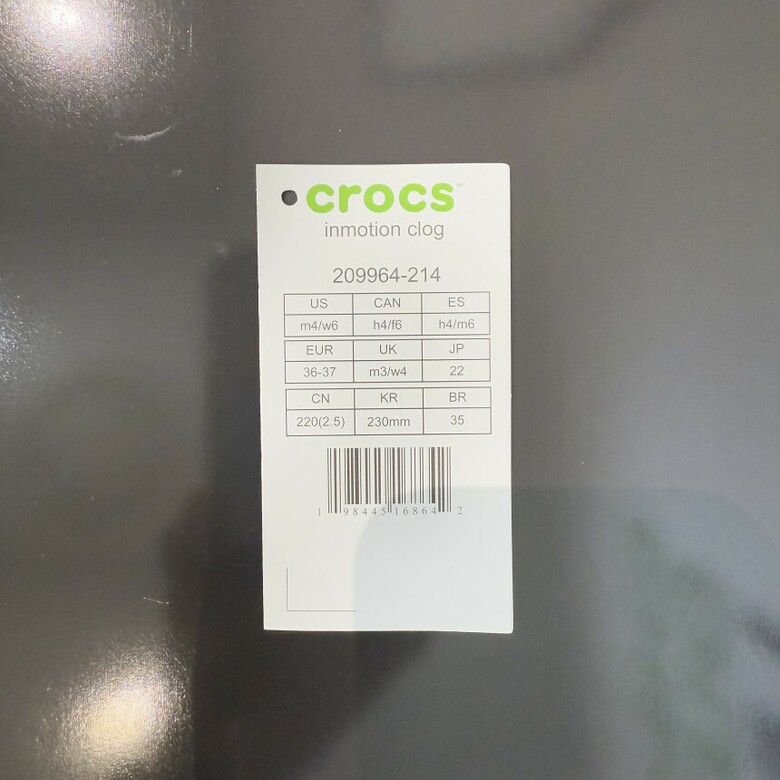 crocs™
inmotion clog
209964-214
US CAN ES
m4/w6 h4/f6 h4/m6
EUR UK JP
36-37 m3/w4 22
CN KR BR
220(2.5) 230mm 35
1 98445 16864 2